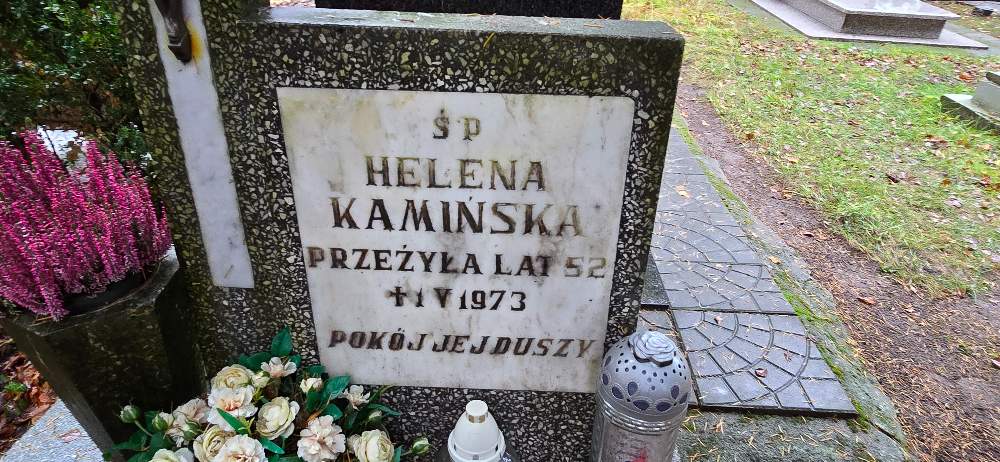 ŚP
HELENA
KAMIŃSKA
PRZEŻYŁA LAT 52
✝ 1 V 1973
POKÓJ JEJ DUSZY